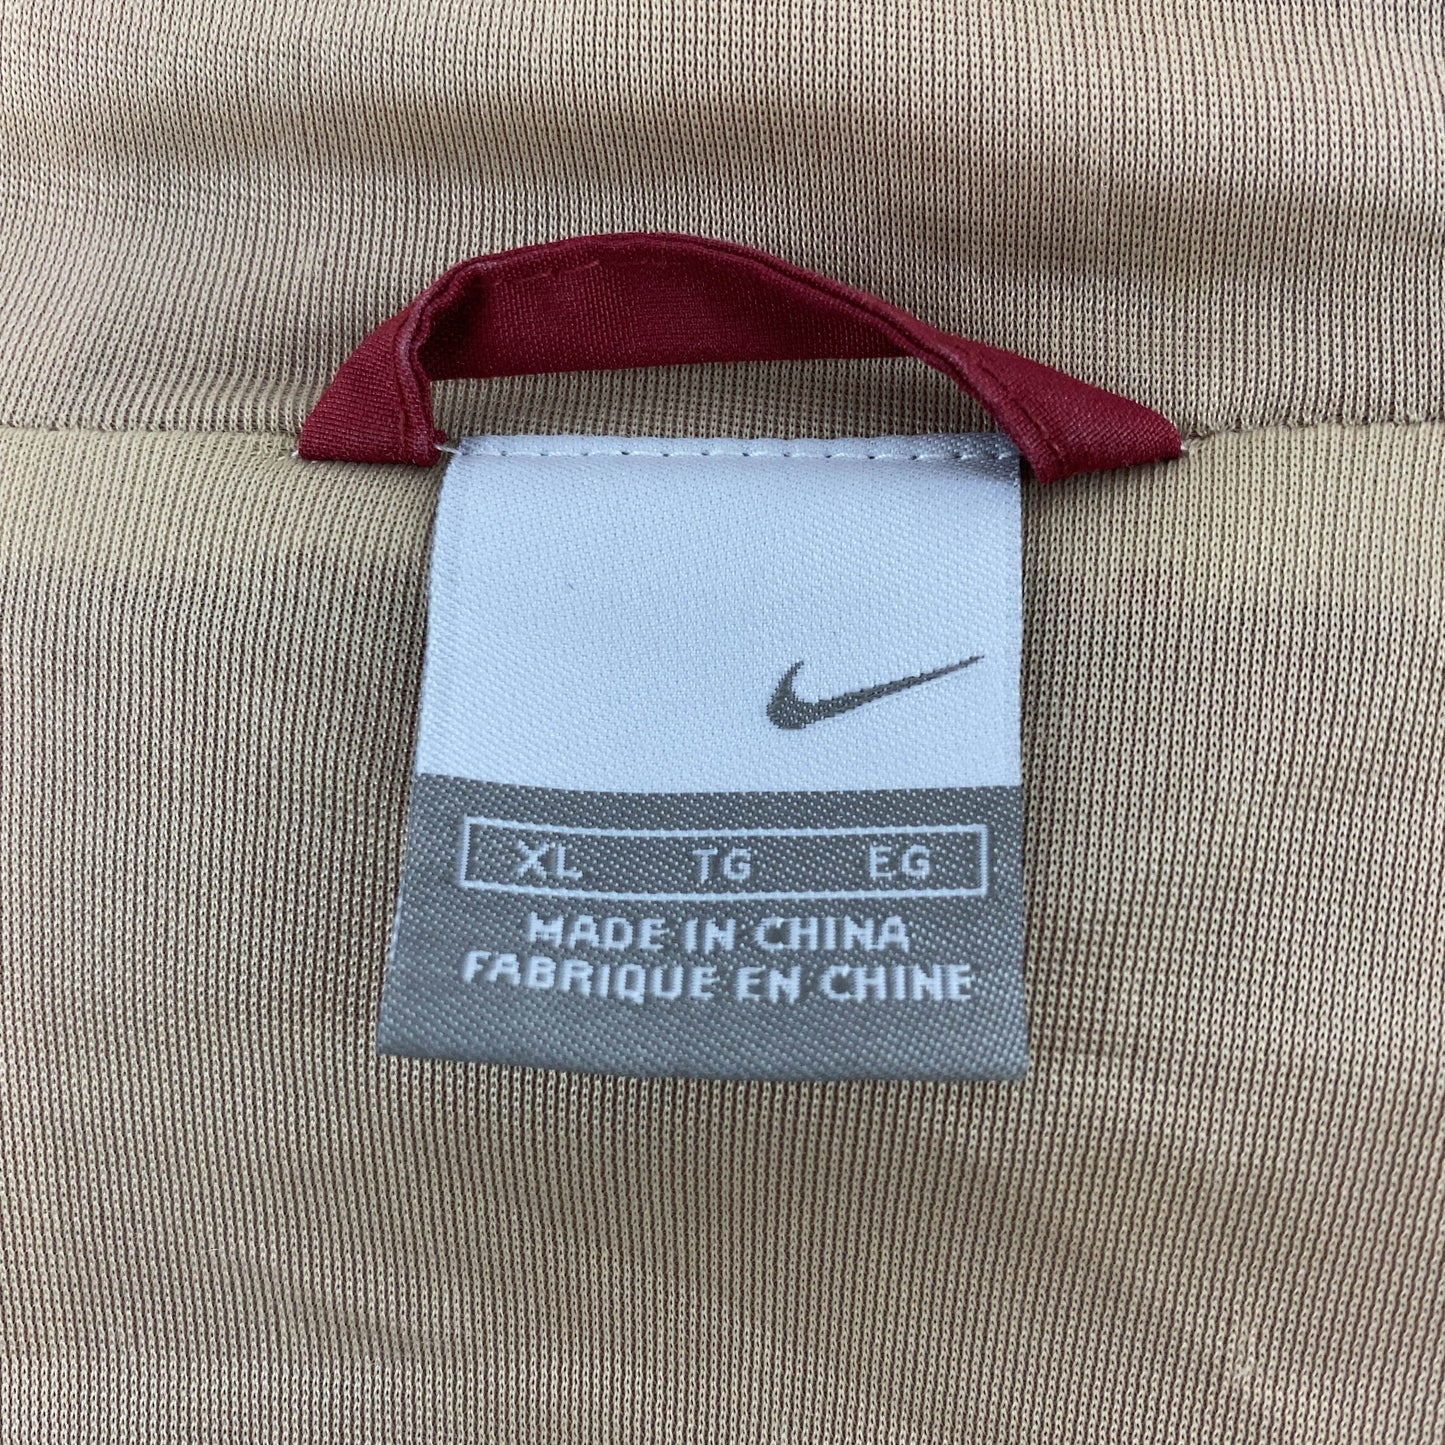 XL TG EG
MADE IN CHINA
FABRIQUE EN CHINE